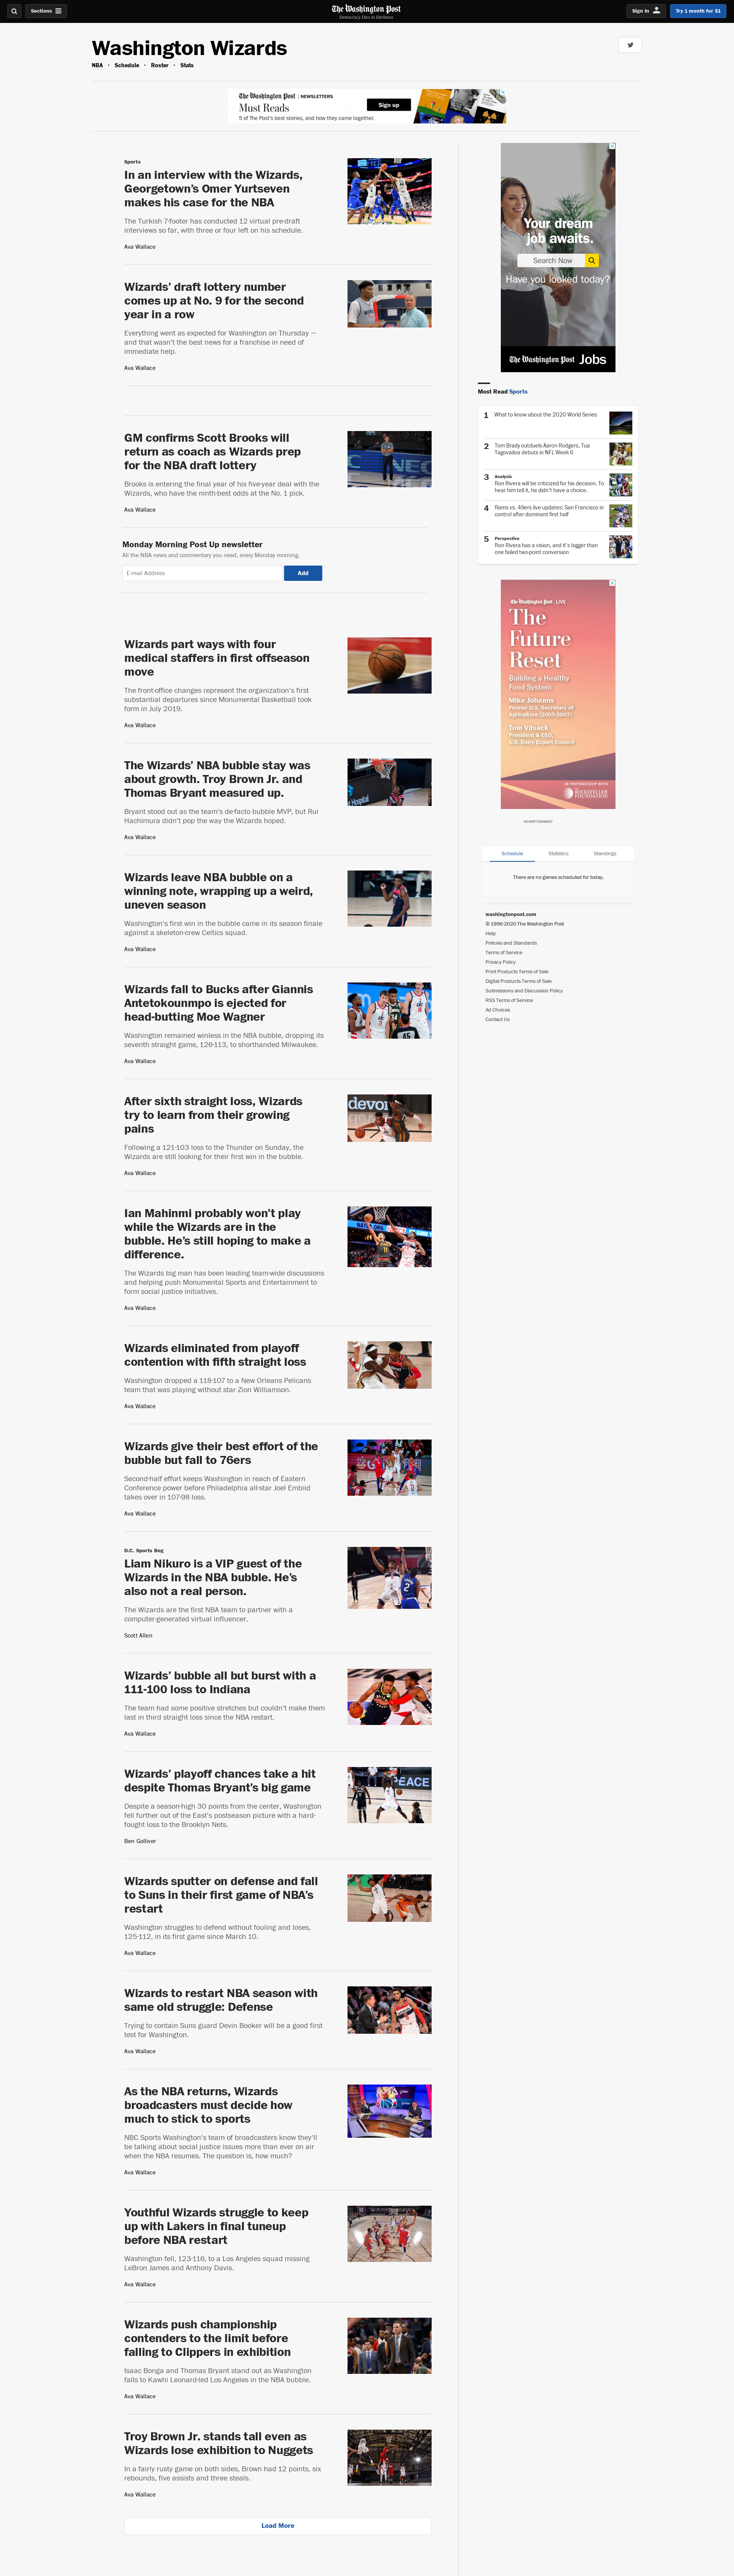 Sections
The Washington Post
Democracy Dies in Darkness
Sign In
Try 1 month for $1
Washington Wizards
NBA • Schedule • Roster • Stats
The Washington Post | NEWSLETTERS
Must Reads
5 of The Post's best stories, and how they came together.
Sign up
Sports
In an interview with the Wizards,
Georgetown’s Omer Yurtseven
makes his case for the NBA
The Turkish 7-footer has conducted 12 virtual pre-draft
interviews so far, with three or four left on his schedule.
Ava Wallace
Wizards’ draft lottery number
comes up at No. 9 for the second
year in a row
Everything went as expected for Washington on Thursday —
and that wasn't the best news for a franchise in need of
immediate help.
Ava Wallace
GM confirms Scott Brooks will
return as coach as Wizards prep
for the NBA draft lottery
Brooks is entering the final year of his five-year deal with the
Wizards, who have the ninth-best odds at the No. 1 pick.
Ava Wallace
Monday Morning Post Up newsletter
All the NBA news and commentary you need, every Monday morning.
E-mail Address
Add
Wizards part ways with four
medical staffers in first offseason
move
The front-office changes represent the organization's first
substantial departures since Monumental Basketball took
form in July 2019.
Ava Wallace
The Wizards’ NBA bubble stay was
about growth. Troy Brown Jr. and
Thomas Bryant measured up.
Bryant stood out as the team's de-facto bubble MVP, but Rui
Hachimura didn't pop the way the Wizards hoped.
Ava Wallace
Wizards leave NBA bubble on a
winning note, wrapping up a weird,
uneven season
Washington's first win in the bubble came in its season finale
against a skeleton-crew Celtics squad.
Ava Wallace
Wizards fall to Bucks after Giannis
Antetokounmpo is ejected for
head-butting Moe Wagner
Washington remained winless in the NBA bubble, dropping its
seventh straight game, 126-113, to shorthanded Milwaukee.
Ava Wallace
After sixth straight loss, Wizards
try to learn from their growing
pains
Following a 121-103 loss to the Thunder on Sunday, the
Wizards are still looking for their first win in the bubble.
Ava Wallace
Ian Mahinmi probably won’t play
while the Wizards are in the
bubble. He’s still hoping to make a
difference.
The Wizards big man has been leading team-wide discussions
and helping push Monumental Sports and Entertainment to
form social justice initiatives.
Ava Wallace
Wizards eliminated from playoff
contention with fifth straight loss
Washington dropped a 118-107 to a New Orleans Pelicans
team that was playing without star Zion Williamson.
Ava Wallace
Wizards give their best effort of the
bubble but fall to 76ers
Second-half effort keeps Washington in reach of Eastern
Conference power before Philadelphia all-star Joel Embiid
takes over in 107-98 loss.
Ava Wallace
D.C. Sports Bog
Liam Nikuro is a VIP guest of the
Wizards in the NBA bubble. He’s
also not a real person.
The Wizards are the first NBA team to partner with a
computer-generated virtual influencer.
Scott Allen
Wizards’ bubble all but burst with a
111-100 loss to Indiana
The team had some positive stretches but couldn't make them
last in third straight loss since the NBA restart.
Ava Wallace
Wizards’ playoff chances take a hit
despite Thomas Bryant’s big game
Despite a season-high 30 points from the center, Washington
fell further out of the East's postseason picture with a hard-
fought loss to the Brooklyn Nets.
Ben Golliver
Wizards sputter on defense and fall
to Suns in their first game of NBA’s
restart
Washington struggles to defend without fouling and loses,
125-112, in its first game since March 10.
Ava Wallace
Wizards to restart NBA season with
same old struggle: Defense
Trying to contain Suns guard Devin Booker will be a good first
test for Washington.
Ava Wallace
As the NBA returns, Wizards
broadcasters must decide how
much to stick to sports
NBC Sports Washington's team of broadcasters know they'll
be talking about social justice issues more than ever on air
when the NBA resumes. The question is, how much?
Ava Wallace
Youthful Wizards struggle to keep
up with Lakers in final tuneup
before NBA restart
Washington fell, 123-116, to a Los Angeles squad missing
LeBron James and Anthony Davis.
Ava Wallace
Wizards push championship
contenders to the limit before
falling to Clippers in exhibition
Isaac Bonga and Thomas Bryant stand out as Washington
falls to Kawhi Leonard-led Los Angeles in the NBA bubble.
Ava Wallace
Troy Brown Jr. stands tall even as
Wizards lose exhibition to Nuggets
In a fairly rusty game on both sides, Brown had 12 points, six
rebounds, five assists and three steals.
Ava Wallace
Load More
Your dream
job awaits.
Search Now
Have you looked today?
The Washington Post Jobs
Most Read Sports
1 What to know about the 2020 World Series
2 Tom Brady outduels Aaron Rodgers, Tua
Tagovailoa debuts in NFL Week 6
3 Analysis
Ron Rivera will be criticized for his decision. To
hear him tell it, he didn't have a choice.
4 Rams vs. 49ers live updates: San Francisco in
control after dominant first half
5 Perspective
Ron Rivera has a vision, and it's bigger than
one failed two-point conversion
The Washington Post | LIVE
The
Future
Reset
Building a Healthy
Food System
Mike Johanns
Former U.S. Secretary of
Agriculture (2005-2007)
Tom Vilsack
President & CEO,
U.S. Dairy Export Council
IN PARTNERSHIP WITH
THE
ROCKEFELLER
FOUNDATION
ADVERTISEMENT
Schedule Statistics Standings
There are no games scheduled for today.
washingtonpost.com
© 1996-2020 The Washington Post
Help
Policies and Standards
Terms of Service
Privacy Policy
Print Products Terms of Sale
Digital Products Terms of Sale
Submissions and Discussion Policy
RSS Terms of Service
Ad Choices
Contact Us